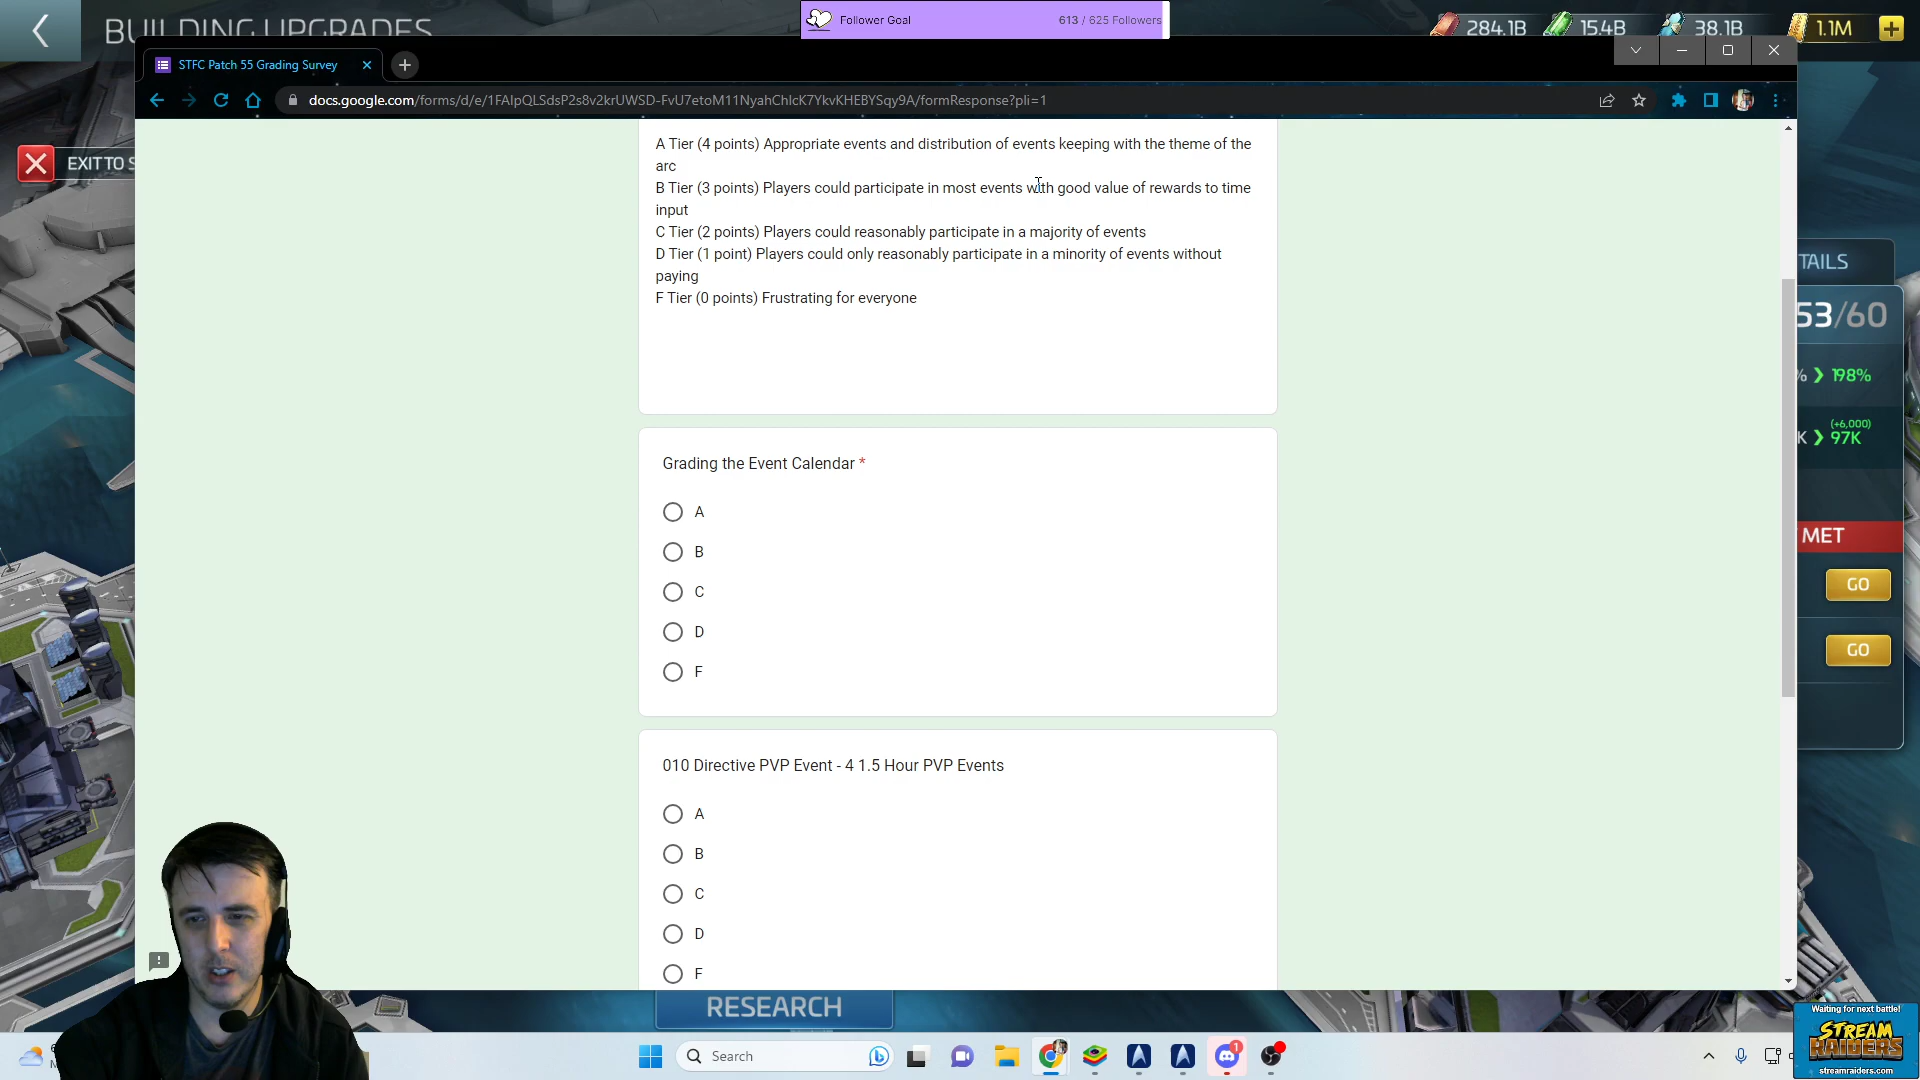 BUILDING UPGRADES
Follower Goal
613 / 625 Followers
284.1B
15.4B
38.1B
1.1M
STFC Patch 55 Grading Survey
docs.google.com/forms/d/e/1FAIpQLSdsP2s8v2krUWSD-FvU7etoM11NyahChlcK7YkvKHEBYSqy9A/formResponse?pli=1
EXIT TO S
A Tier (4 points) Appropriate events and distribution of events keeping with the theme of the
arc
B Tier (3 points) Players could participate in most events with good value of rewards to time
input
C Tier (2 points) Players could reasonably participate in a majority of events
D Tier (1 point) Players could only reasonably participate in a minority of events without
paying
F Tier (0 points) Frustrating for everyone
TAILS
53/60
% 198%
(+6,000)
K 97K
MET
GO
GO
Grading the Event Calendar *
A
B
C
D
F
010 Directive PVP Event - 4 1.5 Hour PVP Events
A
B
C
D
F
RESEARCH
Search
1
Waiting for next battle!
STREAM
RAIDERS
streamraiders.com